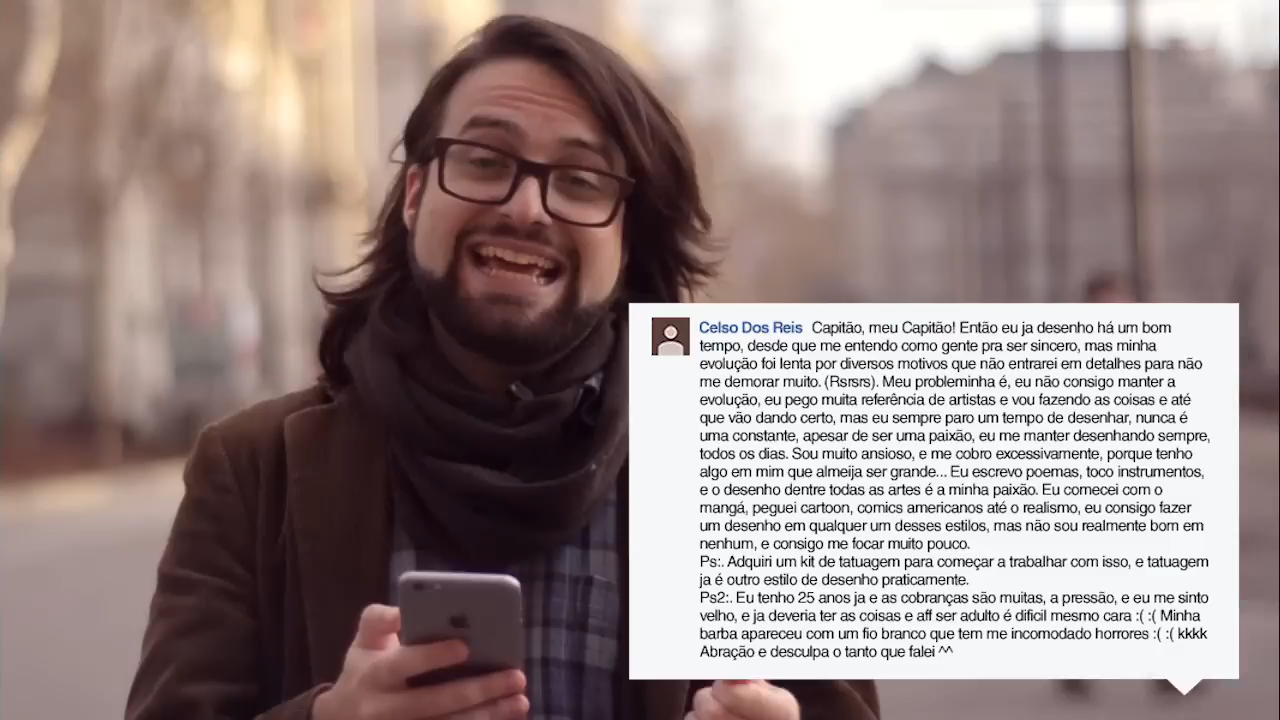 Celso Dos Reis Capitão, meu Capitão! Então eu ja desenho há um bom
tempo, desde que me entendo como gente pra ser sincero, mas minha
evolução foi lenta por diversos motivos que não entrarei em detalhes para não
me demorar muito. (Rsrsrs). Meu probleminha é, eu não consigo manter a
evolução, eu pego muita referência de artistas e vou fazendo as coisas e até
que vão dando certo, mas eu sempre paro um tempo de desenhar, nunca é
uma constante, apesar de ser uma paixão, eu me manter desenhando sempre,
todos os dias. Sou muito ansioso, e me cobro excessivamente, porque tenho
algo em mim que almeija ser grande... Eu escrevo poemas, toco instrumentos,
e o desenho dentre todas as artes é a minha paixão. Eu comecei com o
mangá, peguei cartoon, comics americanos até o realismo, eu consigo fazer
um desenho em qualquer um desses estilos, mas não sou realmente bom em
nenhum, e consigo me focar muito pouco.
Ps:. Adquiri um kit de tatuagem para começar a trabalhar com isso, e tatuagem
ja é outro estilo de desenho praticamente.
Ps2:. Eu tenho 25 anos ja e as cobranças são muitas, a pressão, e eu me sinto
velho, e ja deveria ter as coisas e aff ser adulto é dificil mesmo cara :( :( Minha
barba apareceu com um fio branco que tem me incomodado horrores :( :( kkkk
Abração e desculpa o tanto que falei ^^